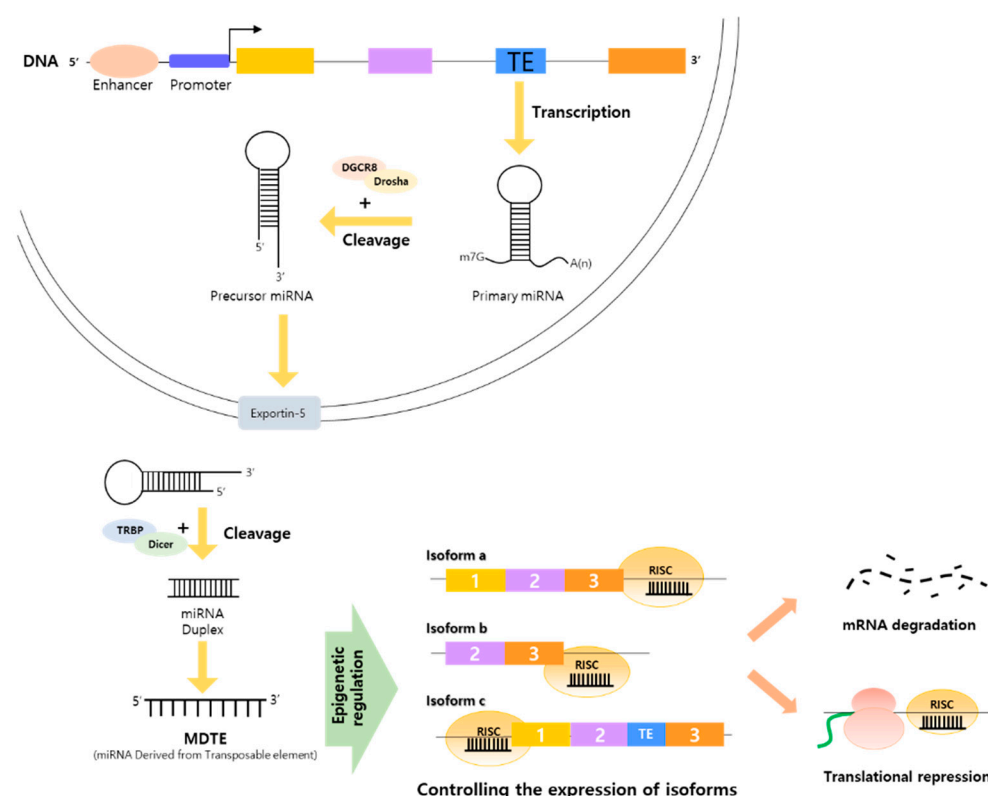 DNA 5' TE 3'
Enhancer Promoter
Transcription
DGCR8
Drosha
+
Cleavage
5'
3'
Precursor miRNA
m7G A(n)
Primary miRNA
Exportin-5
3'
5'
TRBP
Dicer
+
Cleavage
miRNA
Duplex
5' 3'
MDTE
(miRNA Derived from Transposable element)
Epigenetic
regulation
Isoform a
1 2 3 RISC
Isoform b
2 3 RISC
Isoform c
RISC 1 2 TE 3
Controlling the expression of isoforms
mRNA degradation
RISC
Translational repression